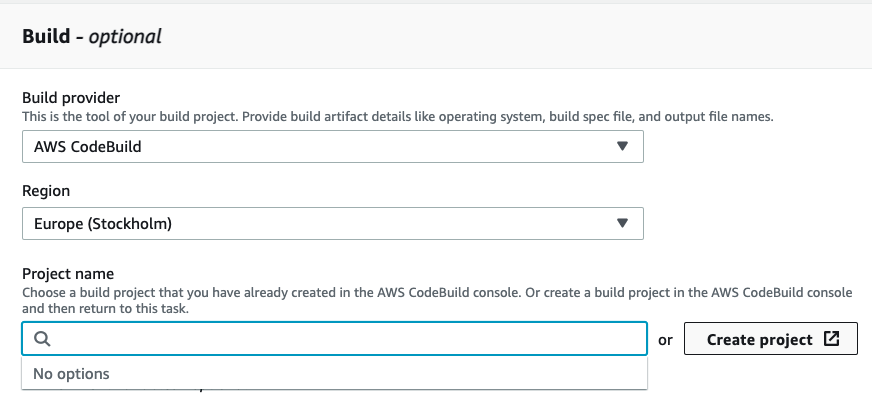 Build - optional
Build provider
This is the tool of your build project. Provide build artifact details like operating system, build spec file, and output file names.
AWS CodeBuild
Region
Europe (Stockholm)
Project name
Choose a build project that you have already created in the AWS CodeBuild console. Or create a build project in the AWS CodeBuild console
and then return to this task.
or Create project
No options